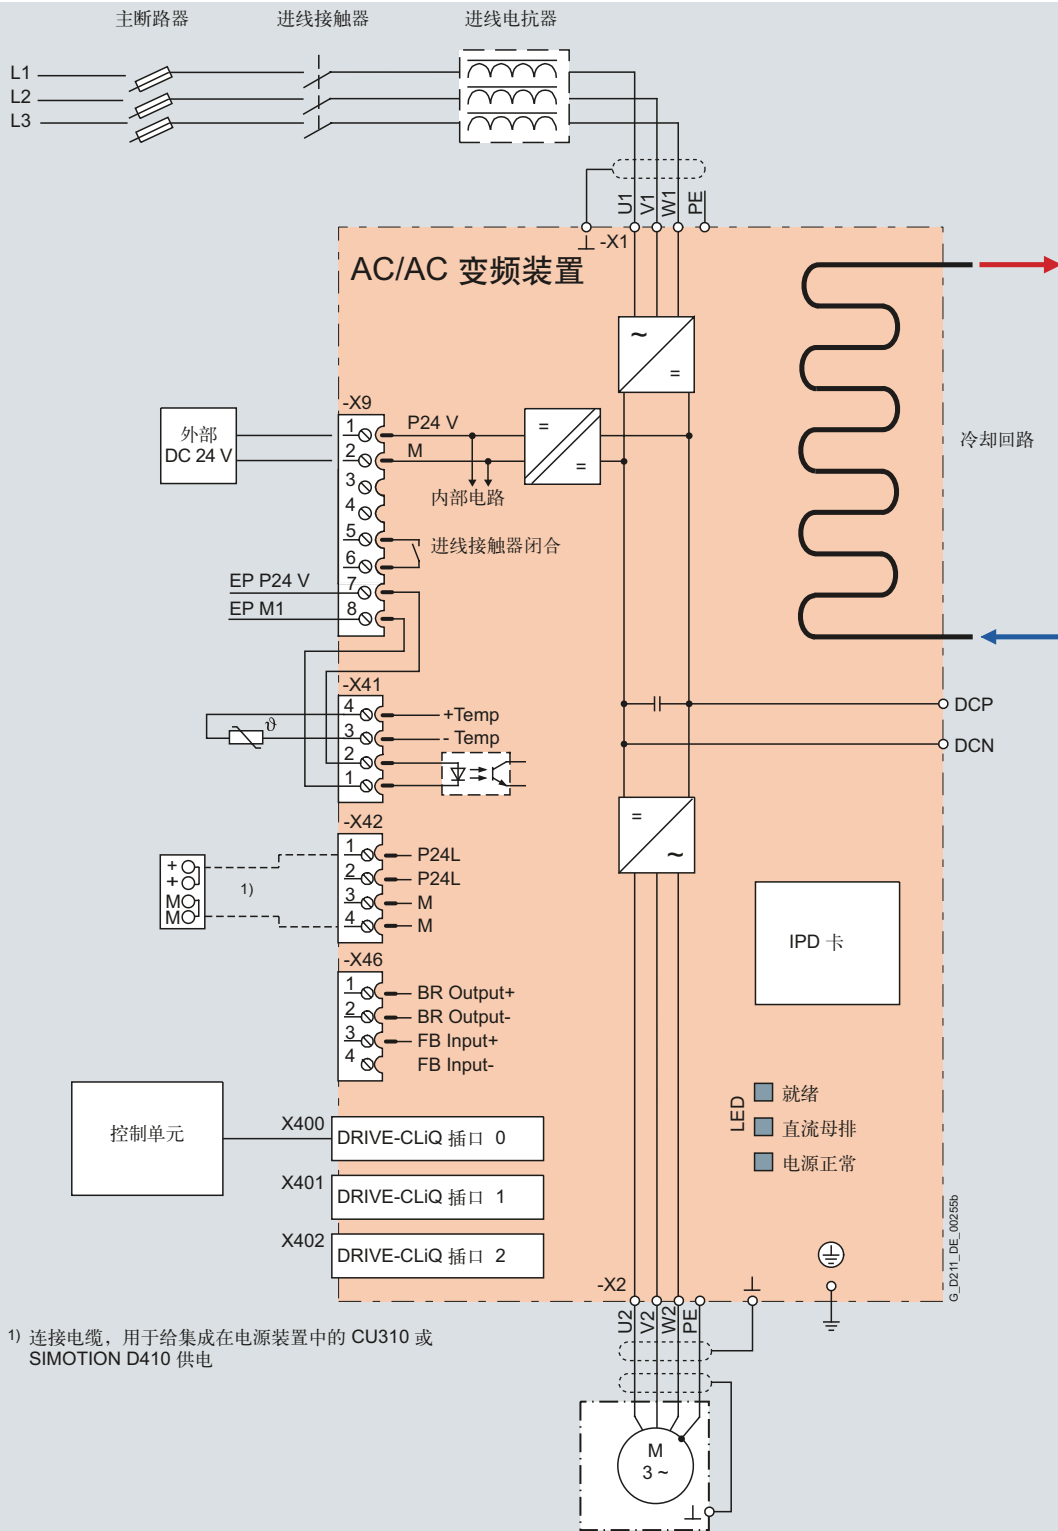 主断路器
进线接触器
进线电抗器
L1
L2
L3
U1
V1
W1
PE
-X1
AC/AC 变频装置
-X9
外部
DC 24 V
1
2
3
4
5
6
7
8
P24 V
M
内部电路
进线接触器闭合
~
=
=
=
冷却回路
EP P24 V
EP M1
-X41
4
3
2
1
ϑ
+Temp
- Temp
DCP
DCN
-X42
1
2
3
4
P24L
P24L
M
M
+
+
M
M
1)
=
~
IPD 卡
-X46
1
2
3
4
BR Output+
BR Output-
FB Input+
FB Input-
控制单元
X400
DRIVE-CLiQ 插口 0
X401
DRIVE-CLiQ 插口 1
X402
DRIVE-CLiQ 插口 2
LED
就绪
直流母排
电源正常
G_D211_DE_00255b
-X2
U2
V2
W2
PE
1) 连接电缆，用于给集成在电源装置中的 CU310 或
SIMOTION D410 供电
M
3 ~